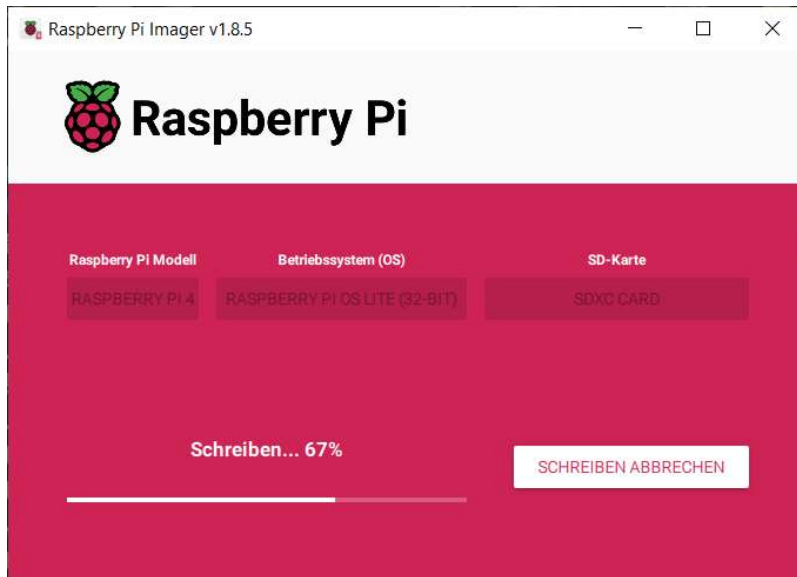 Raspberry Pi Imager v1.8.5
Raspberry Pi
Raspberry Pi Modell
Betriebssystem (OS)
SD-Karte
RASPBERRY PI 4
RASPBERRY PI OS LITE (32-BIT)
SDXC CARD
Schreiben... 67%
SCHREIBEN ABBRECHEN